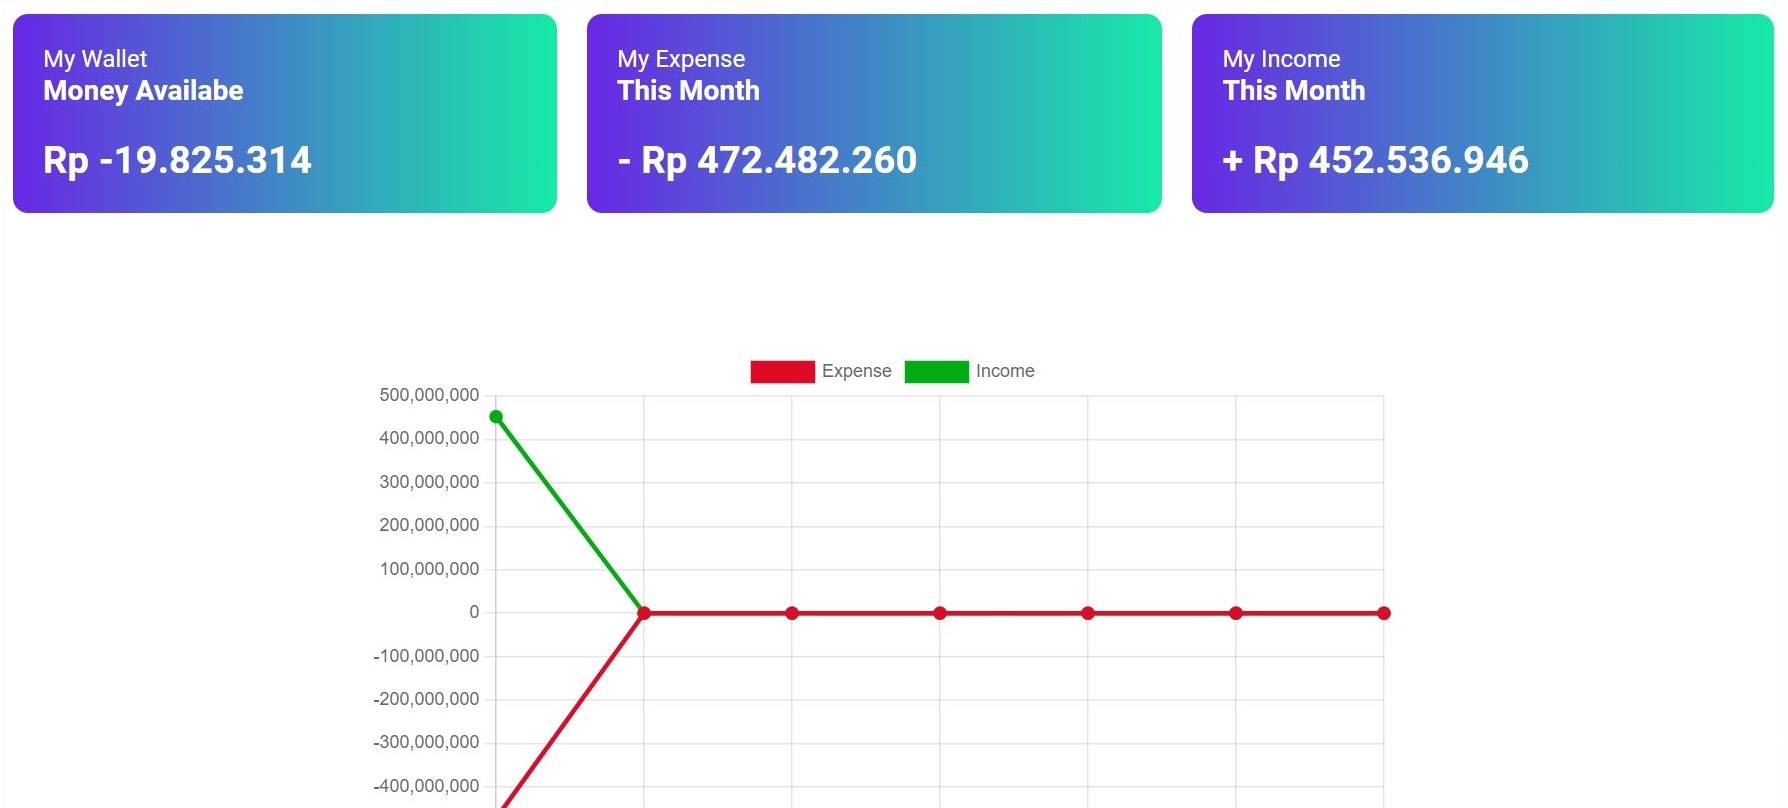 My Wallet
Money Availabe
Rp -19.825.314
My Expense
This Month
- Rp 472.482.260
My Income
This Month
+ Rp 452.536.946
Expense
Income
500,000,000
400,000,000
300,000,000
200,000,000
100,000,000
0
-100,000,000
-200,000,000
-300,000,000
-400,000,000